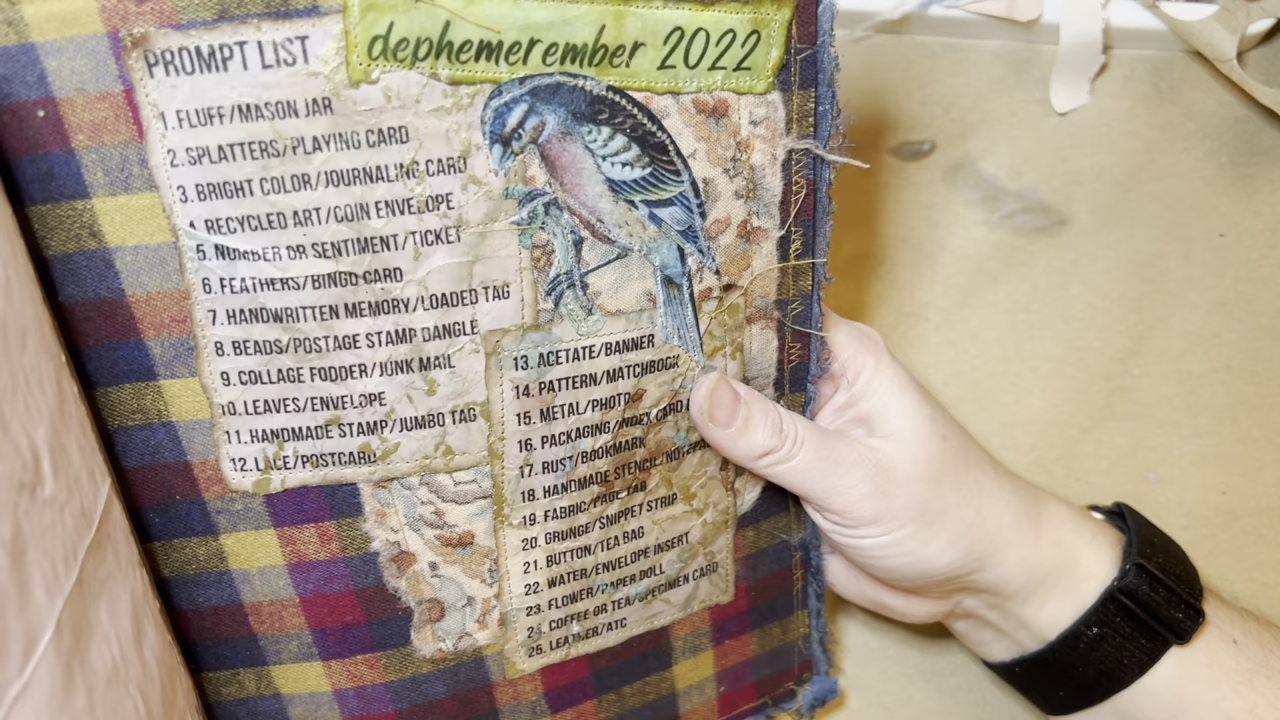 dephemerember 2022
PROMPT LIST
1. FLUFF/MASON JAR
2. SPLATTERS/PLAYING CARD
3. BRIGHT COLOR/JOURNALING CARD
4. RECYCLED ART/COIN ENVELOPE
5. NUMBER OR SENTIMENT/TICKET
6. FEATHERS/BINGO CARD
7. HANDWRITTEN MEMORY/LOADED TAG
8. BEADS/POSTAGE STAMP DANGLE
9. COLLAGE FODDER/JUNK MAIL
10. LEAVES/ENVELOPE
11. HANDMADE STAMP/JUMBO TAG
12. LACE/POSTCARD
13. ACETATE/BANNER
14. PATTERN/MATCHBOOK
15. METAL/PHOTO
16. PACKAGING/INDEX CARD
17. RUST/BOOKMARK
18. HANDMADE STENCIL/
19. FABRIC/PAGE TAB
20. GRUNGE/SNIPPET STRIP
21. BUTTON/TEA BAG
22. WATER/ENVELOPE INSERT
23. FLOWER/PAPER DOLL
24. COFFEE OR TEA/SPECIMEN CARD
25. LEATHER/ATC